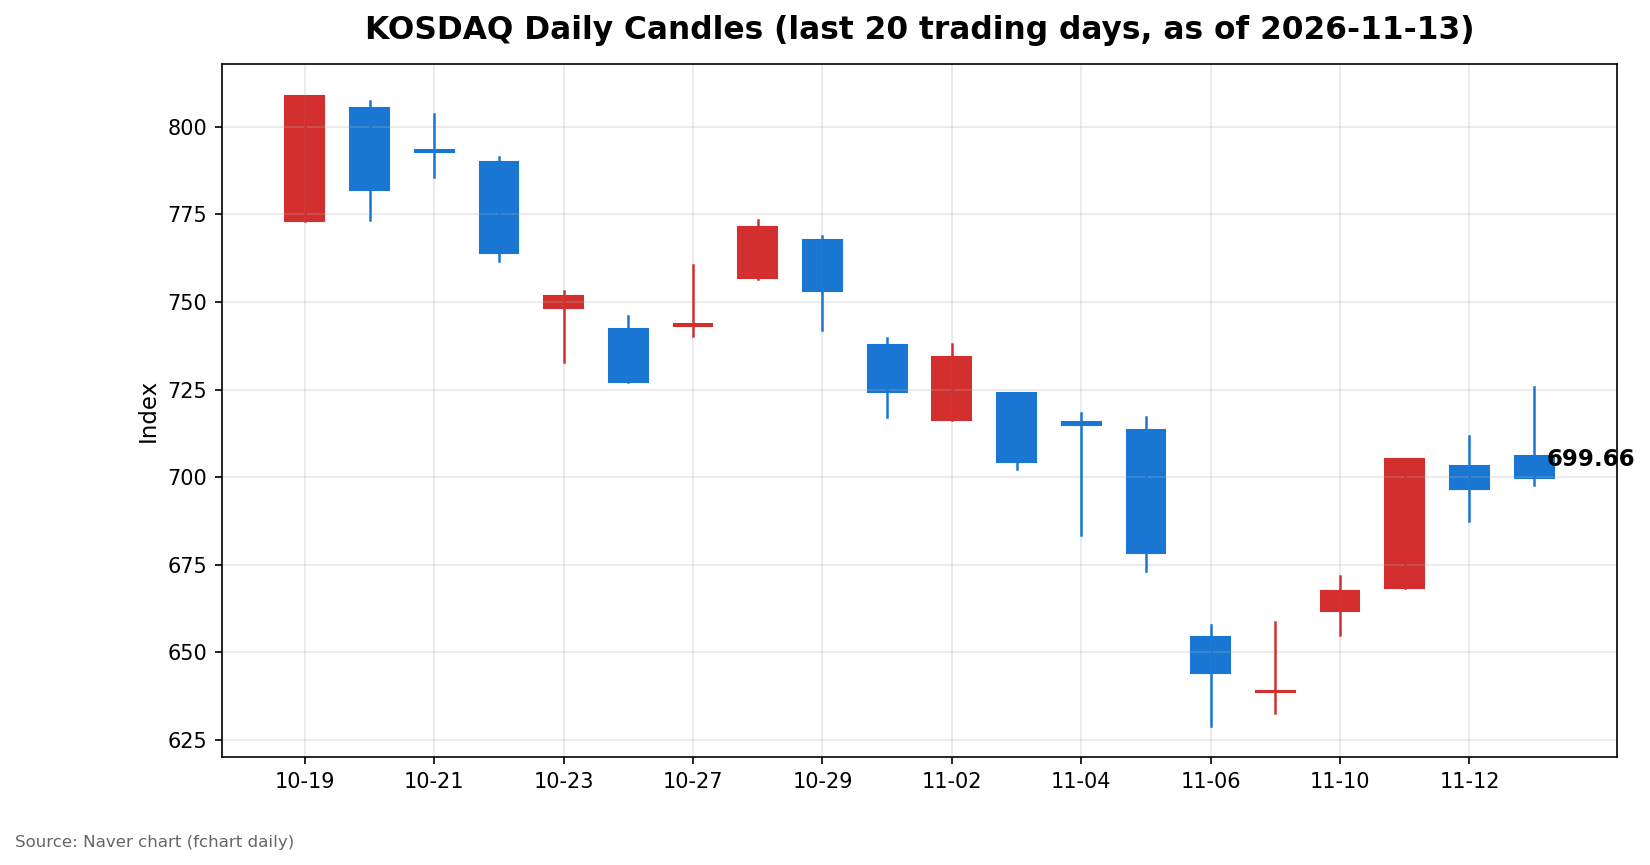 KOSDAQ Daily Candles (last 20 trading days, as of 2026-11-13)
Index
800
775
750
725
700
675
650
625
699.66
10-19 10-21 10-23 10-27 10-29 11-02 11-04 11-06 11-10 11-12
Source: Naver chart (fchart daily)